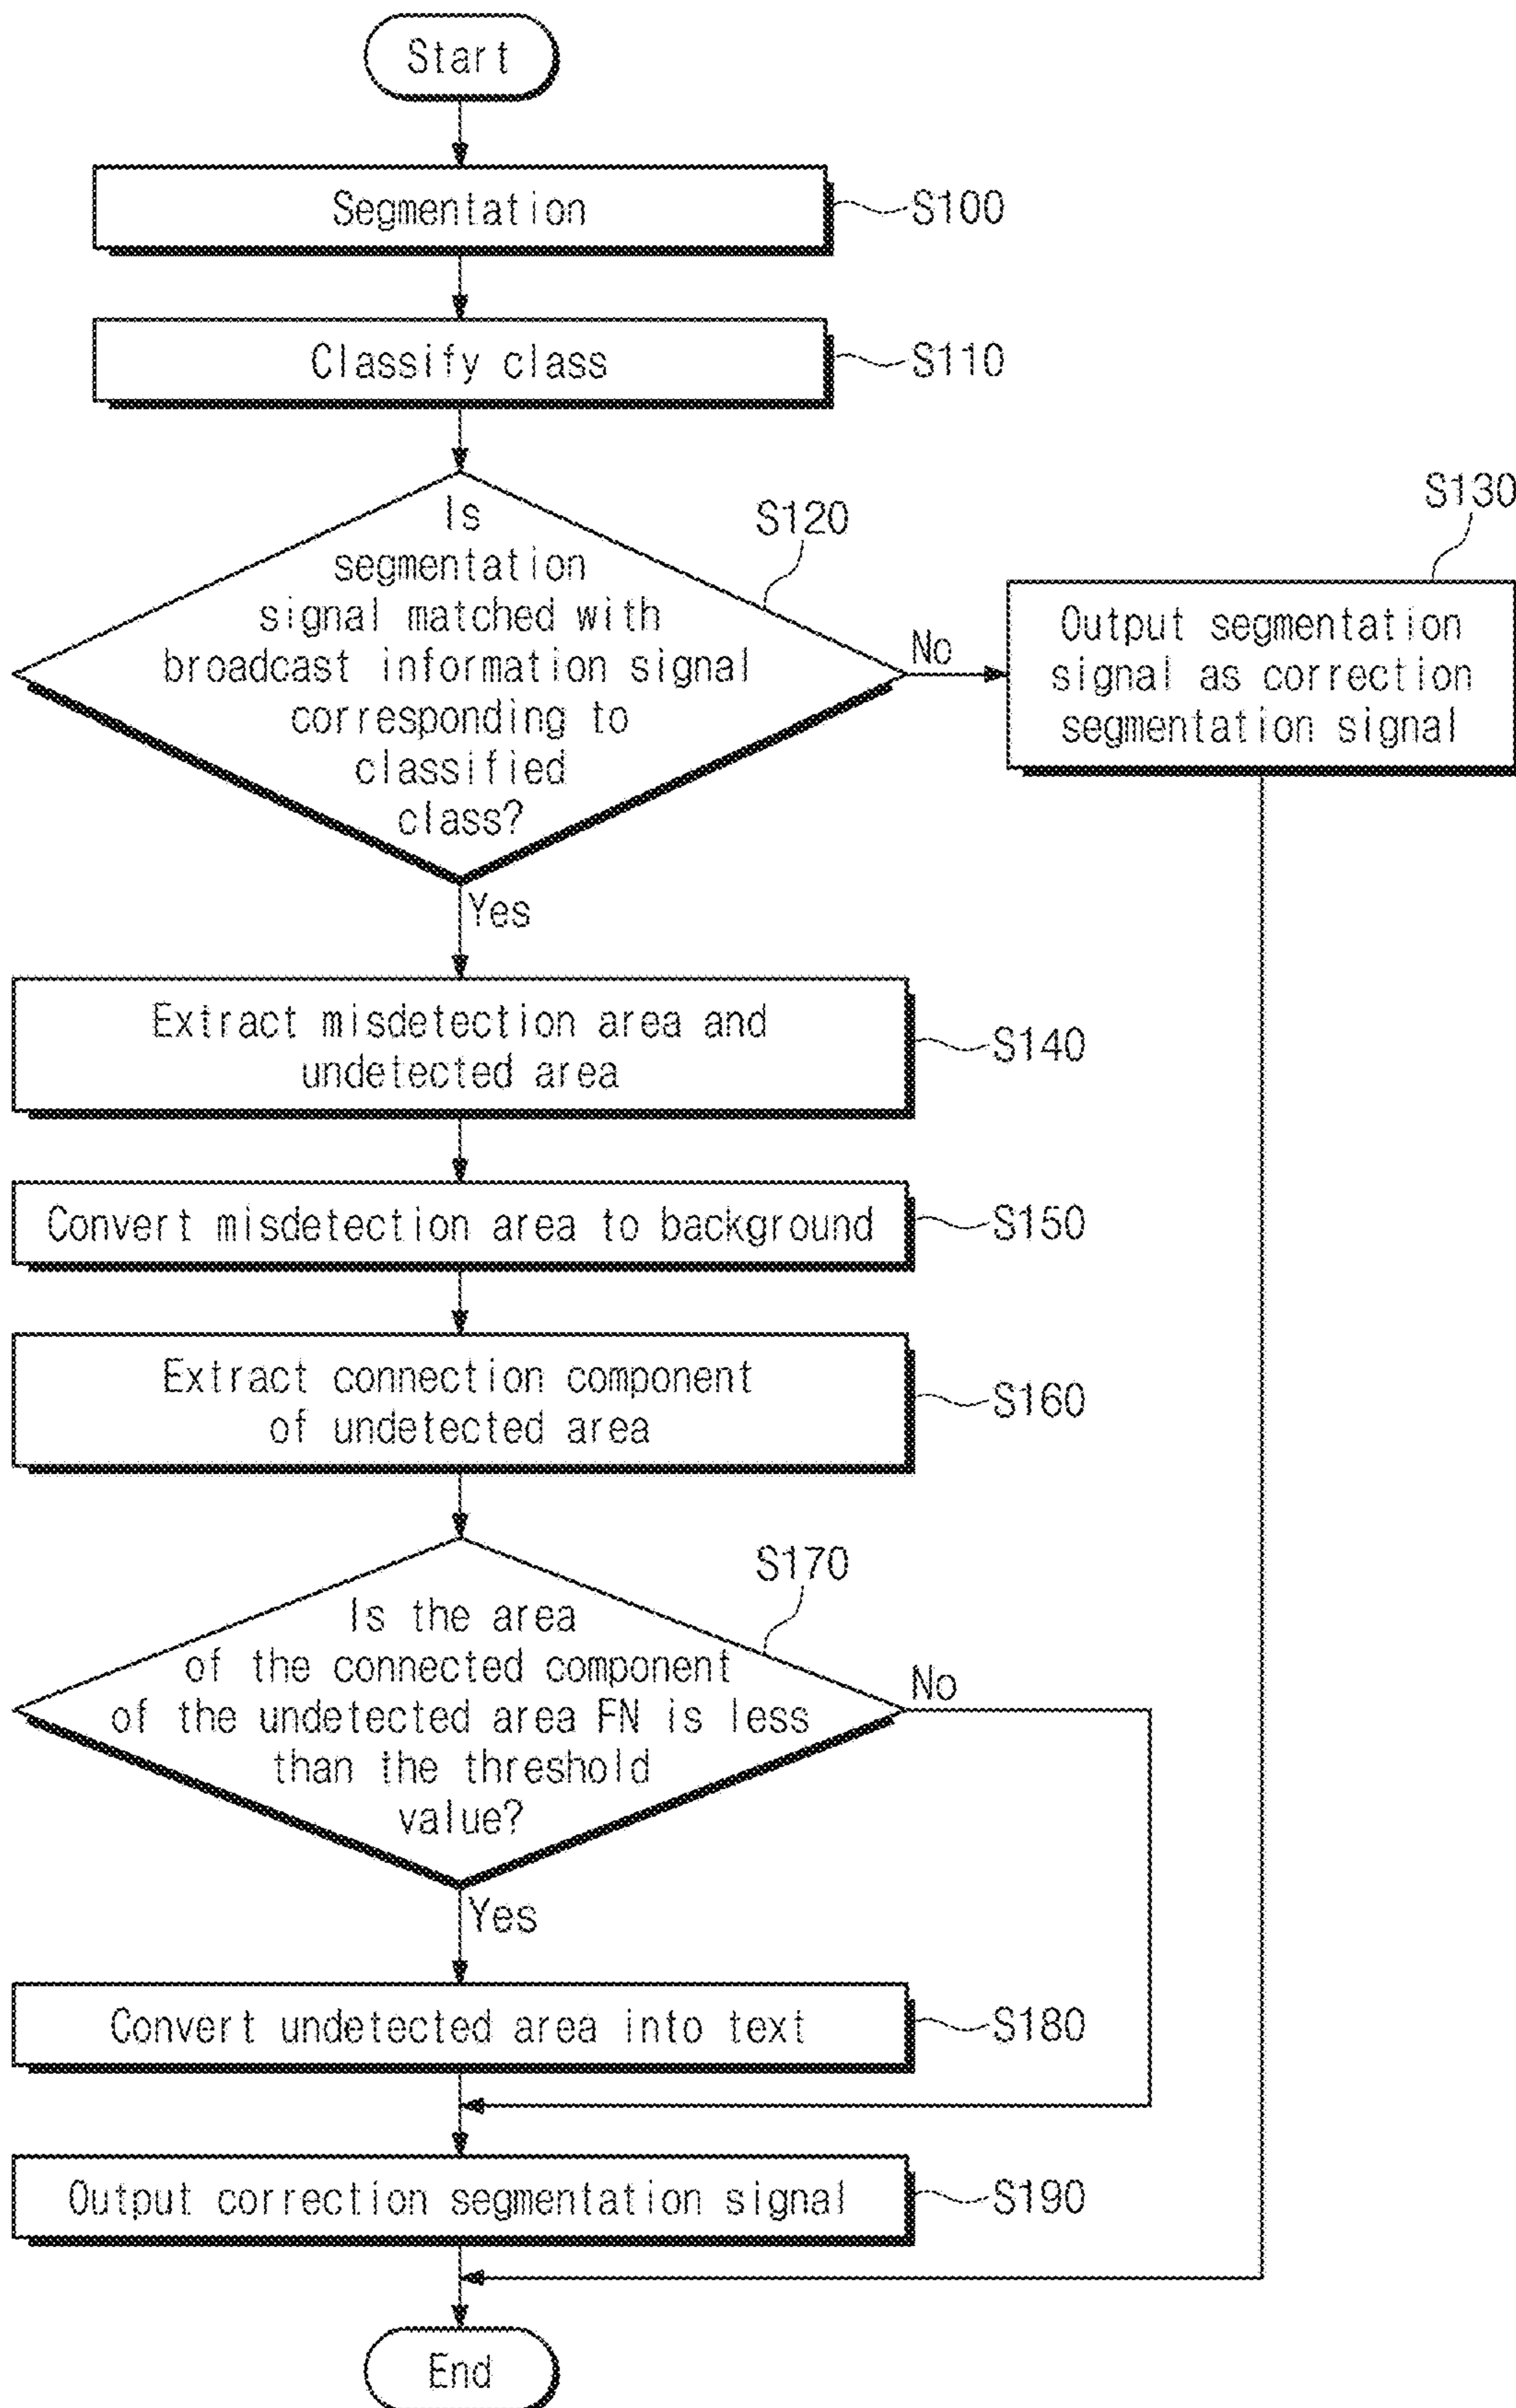 Start
Segmentation
S100
Classify class
S110
Is
segmentation
signal matched with
broadcast information signal
corresponding to
classified
class?
S120
No
S130
Output segmentation
signal as correction
segmentation signal
Yes
Extract misdetection area and
undetected area
S140
Convert misdetection area to background
S150
Extract connection component
of undetected area
S160
Is the area
of the connected component
of the undetected area FN is less
than the threshold
value?
S170
No
Yes
Convert undetected area into text
S180
Output correction segmentation signal
S190
End